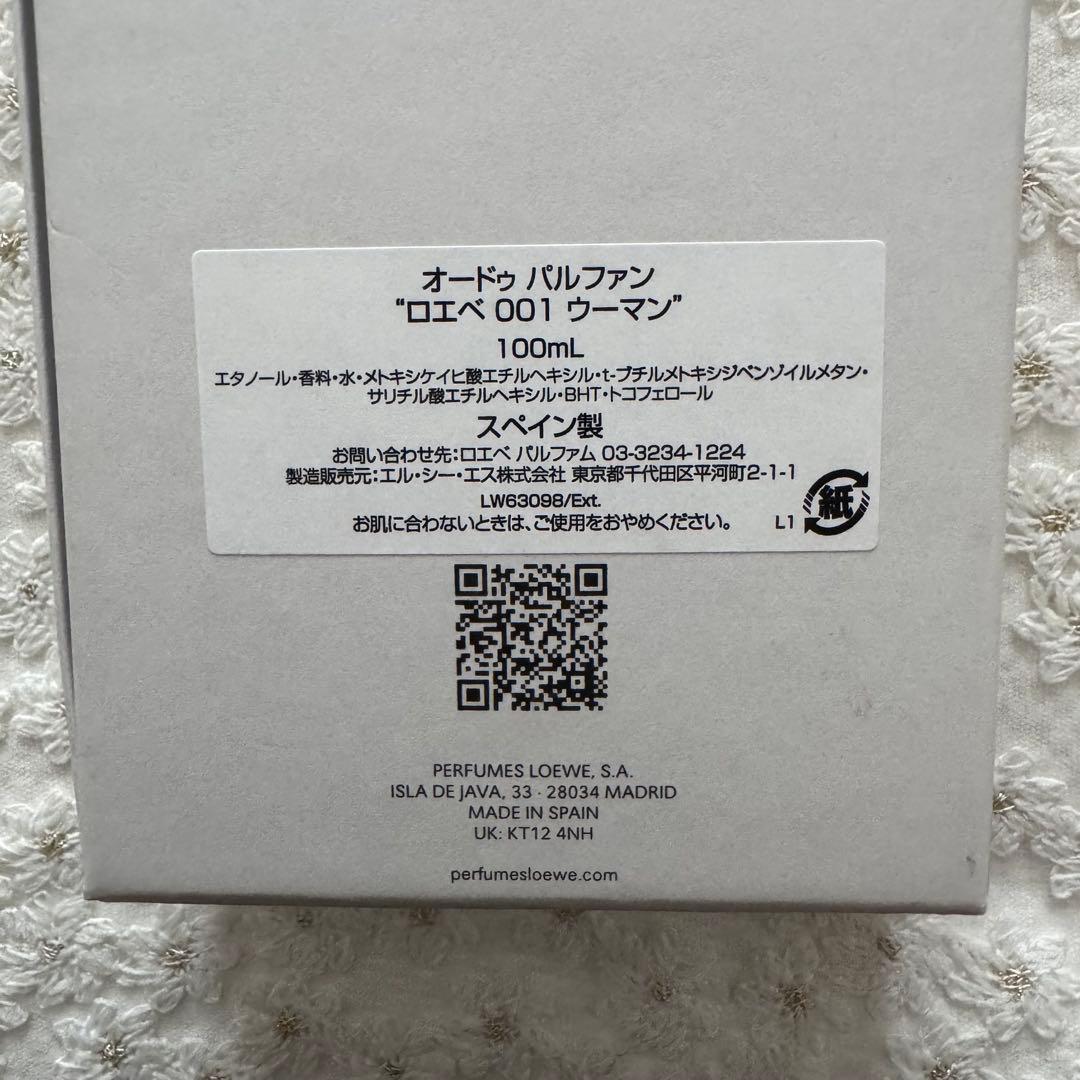 オードゥ パルファン
“ロエベ 001 ウーマン”
100mL
エタノール・香料・水・メトキシケイヒ酸エチルヘキシル・t-ブチルメトキシジベンゾイルメタン・
サリチル酸エチルヘキシル・BHT・トコフェロール
スペイン製
お問い合わせ先:ロエベ パルファム 03-3234-1224
製造販売元:エル・シー・エス株式会社 東京都千代田区平河町2-1-1
LW63098/Ext.
お肌に合わないときは、ご使用をおやめください。
L1 紙
PERFUMES LOEWE, S.A.
ISLA DE JAVA, 33 · 28034 MADRID
MADE IN SPAIN
UK: KT12 4NH
perfumesloewe.com